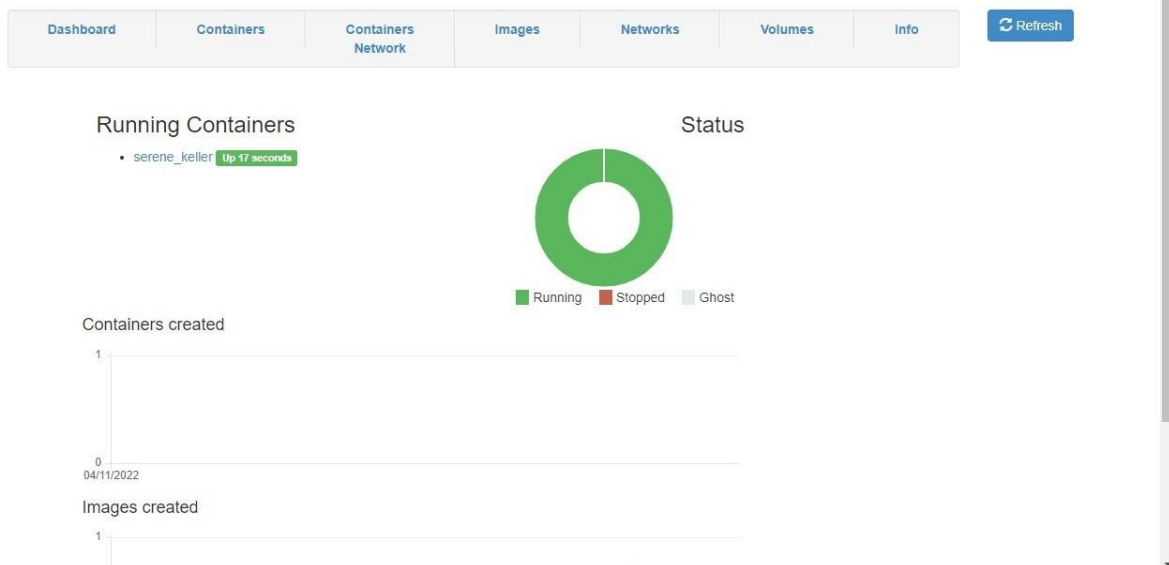 Dashboard
Containers
Containers
Network
Images
Networks
Volumes
Info
Refresh
Running Containers
serene_keller Up 17 seconds
Status
Running
Stopped
Ghost
Containers created
1
0
04/11/2022
Images created
1